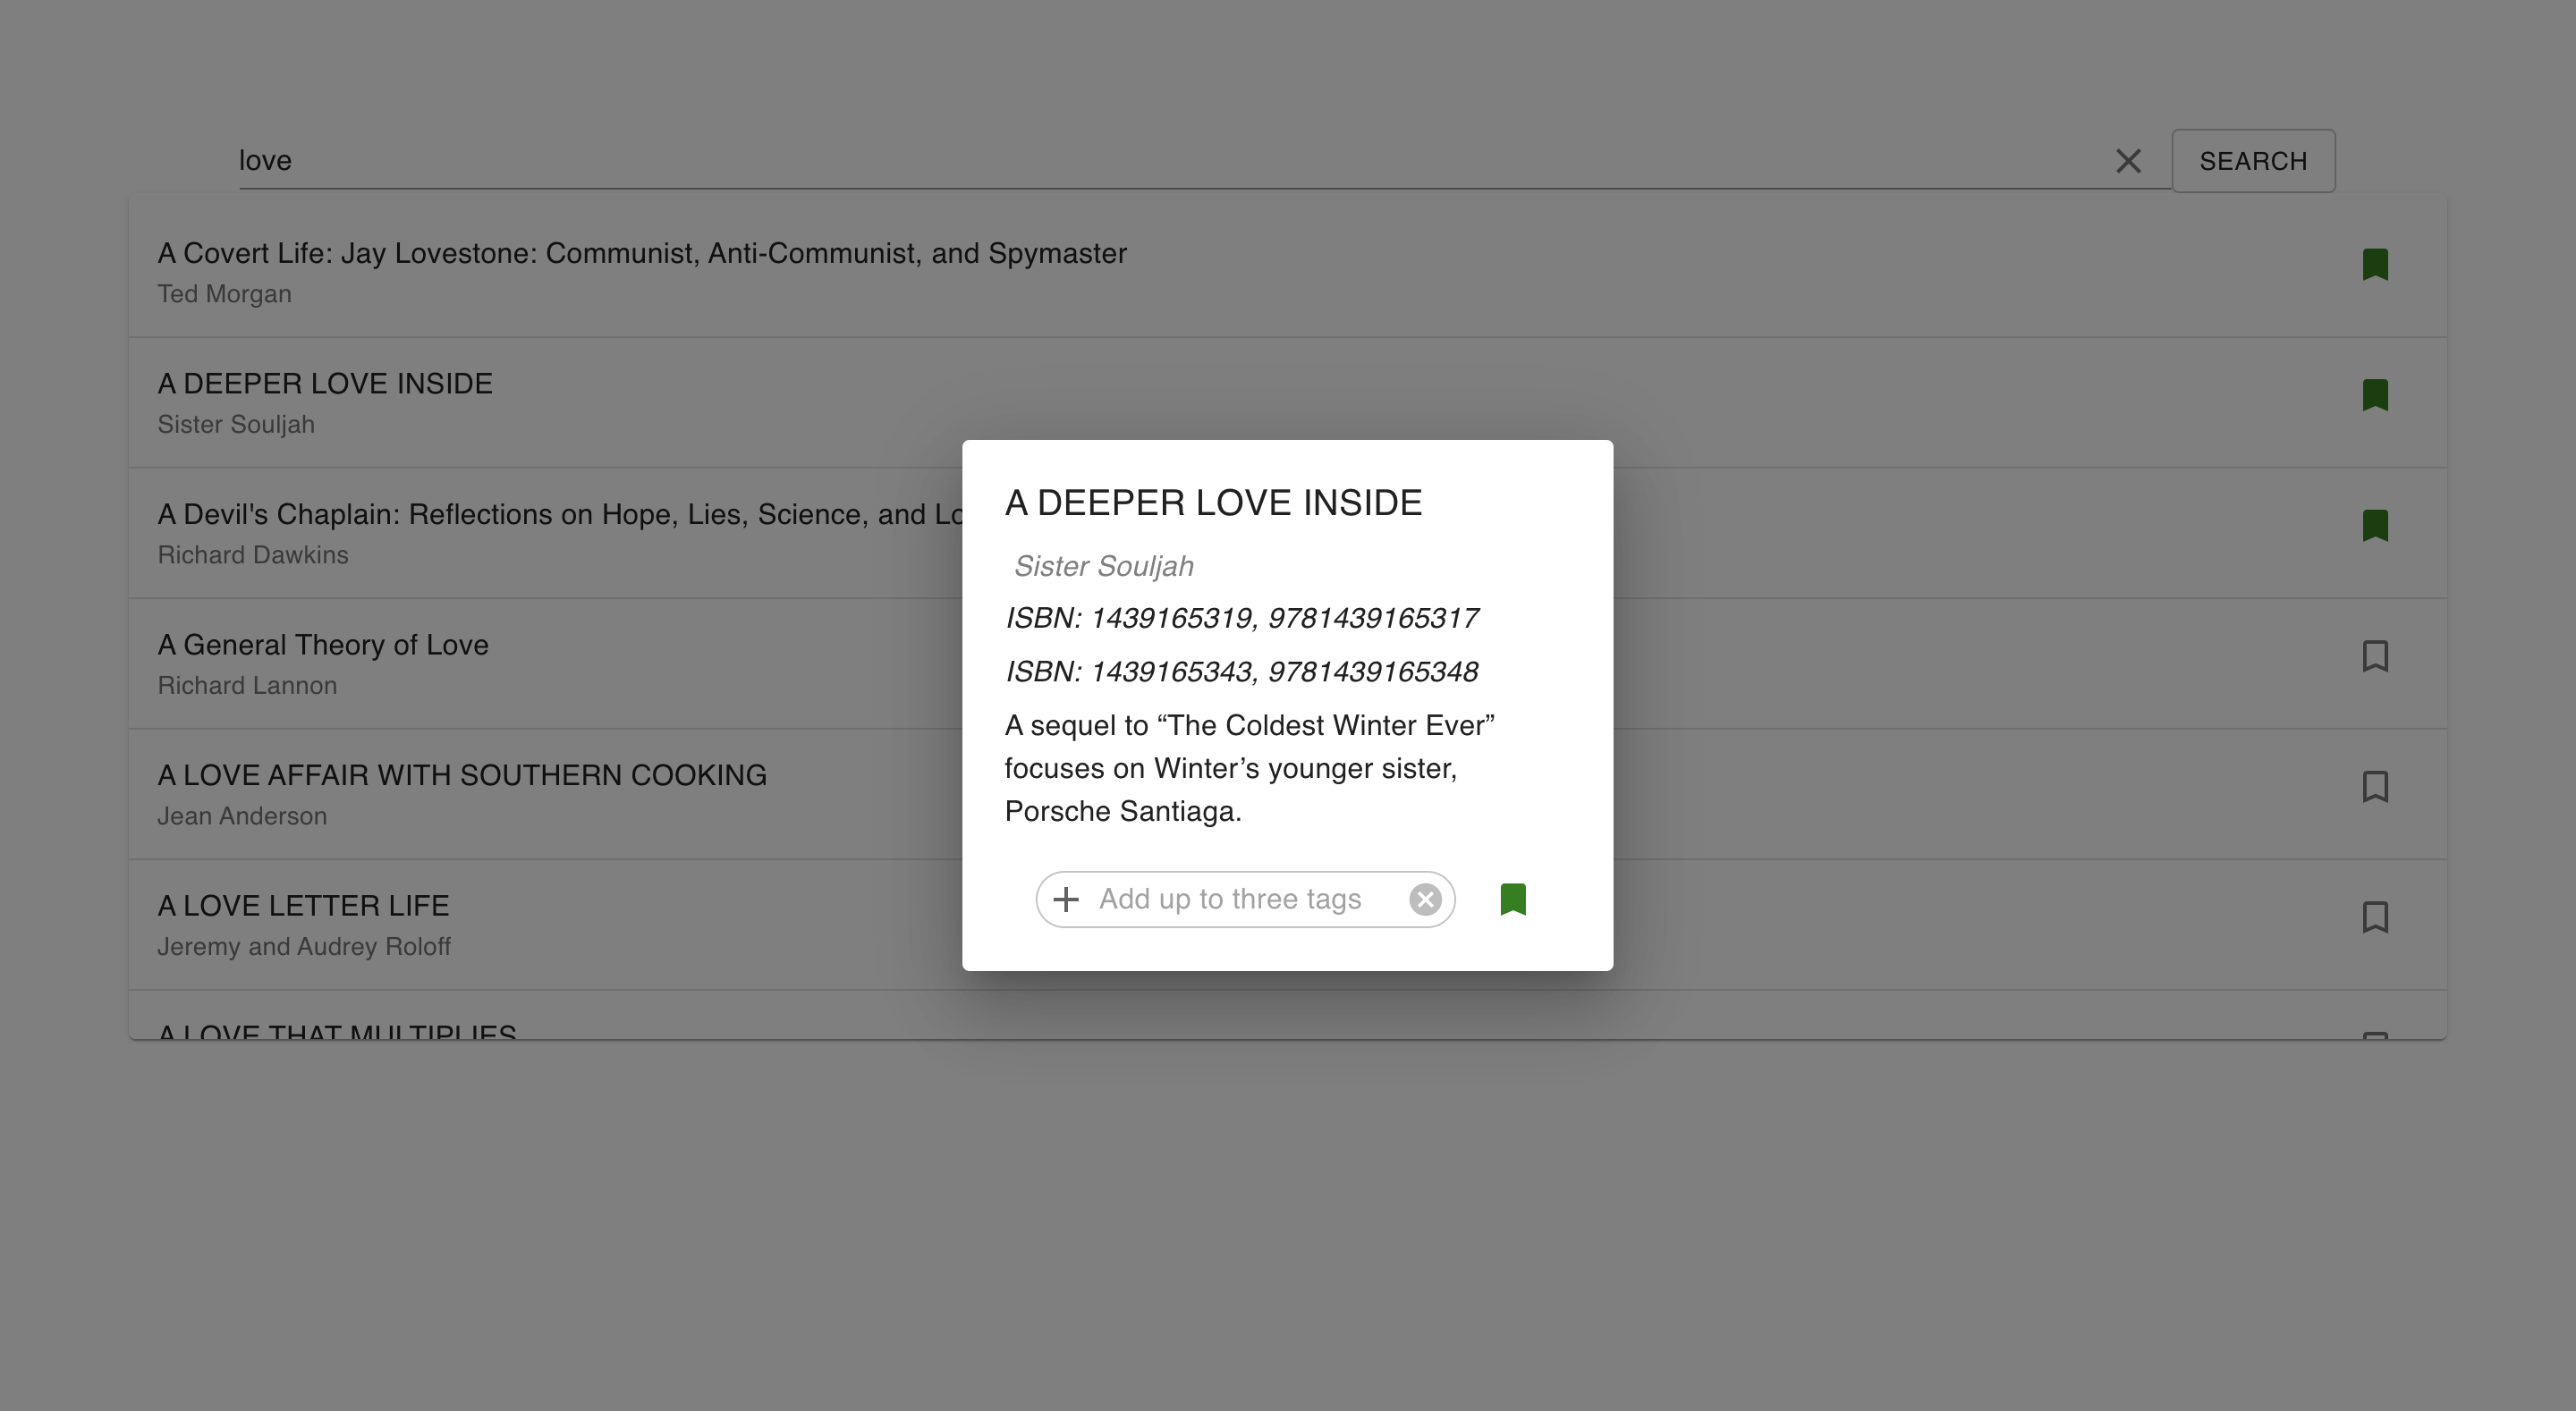 love
SEARCH
A Covert Life: Jay Lovestone: Communist, Anti-Communist, and Spymaster
Ted Morgan
A DEEPER LOVE INSIDE
Sister Souljah
A Devil's Chaplain: Reflections on Hope, Lies, Science, and Lo
Richard Dawkins
A General Theory of Love
Richard Lannon
A LOVE AFFAIR WITH SOUTHERN COOKING
Jean Anderson
A LOVE LETTER LIFE
Jeremy and Audrey Roloff
A LOVE THAT MULTIPLIES
A DEEPER LOVE INSIDE
Sister Souljah
ISBN: 1439165319, 9781439165317
ISBN: 1439165343, 9781439165348
A sequel to “The Coldest Winter Ever”
focuses on Winter’s younger sister,
Porsche Santiaga.
Add up to three tags